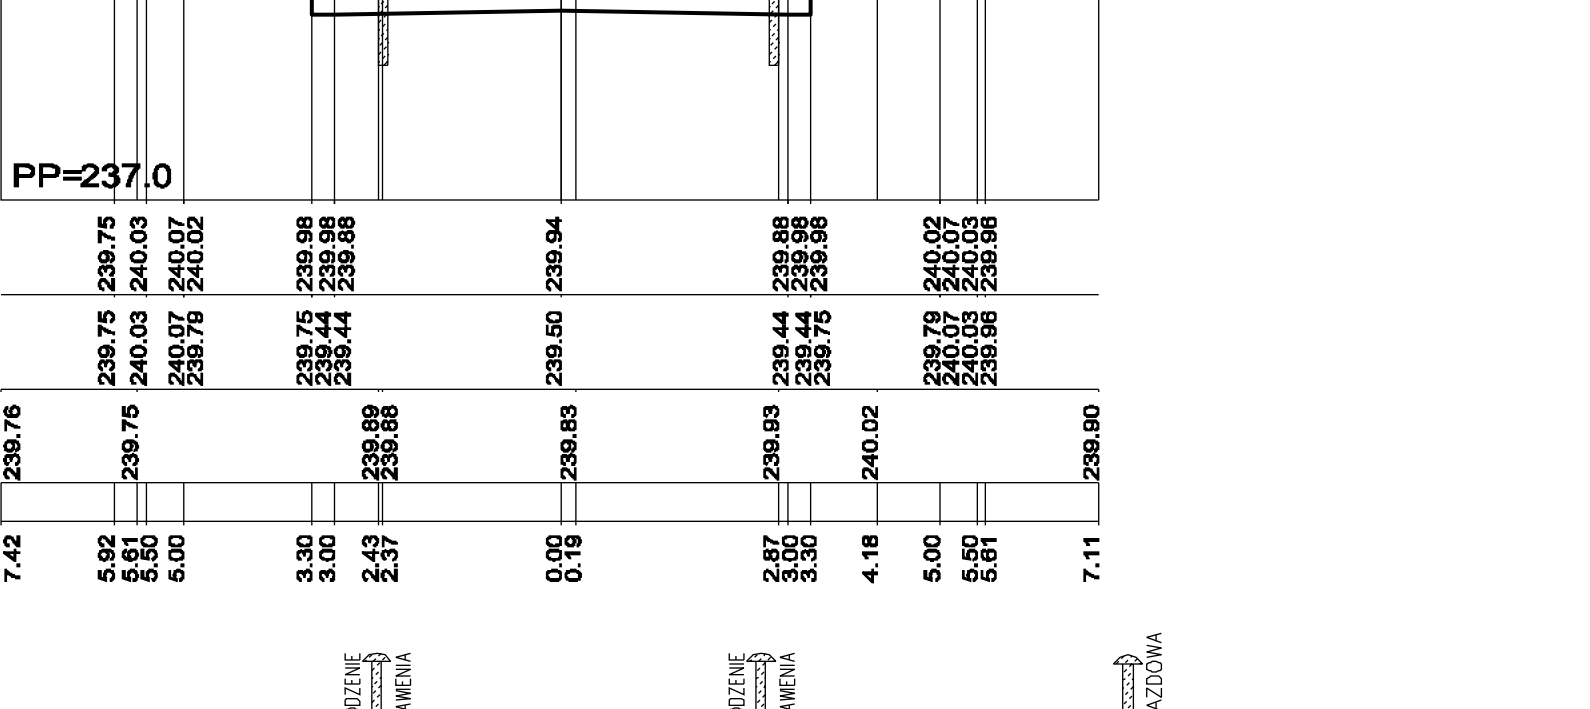 PP=237.0
239.75 240.03 240.07 240.02 239.98 239.98 239.88 239.94 239.88 239.98 239.98 240.02 240.07 240.03 239.96
239.75 240.03 240.07 239.79 239.75 239.44 239.44 239.50 239.44 239.44 239.75 239.79 240.07 240.03 239.96
239.76 239.75 239.89 239.88 239.83 239.93 240.02 239.90
7.42 5.92 5.61 5.50 5.00 3.30 3.00 2.43 2.37 0.00 0.19 2.87 3.00 3.30 4.18 5.00 5.50 5.61 7.11
DZENIE
AWIENIA
DZENIE
AWIENIA
AZDOWA